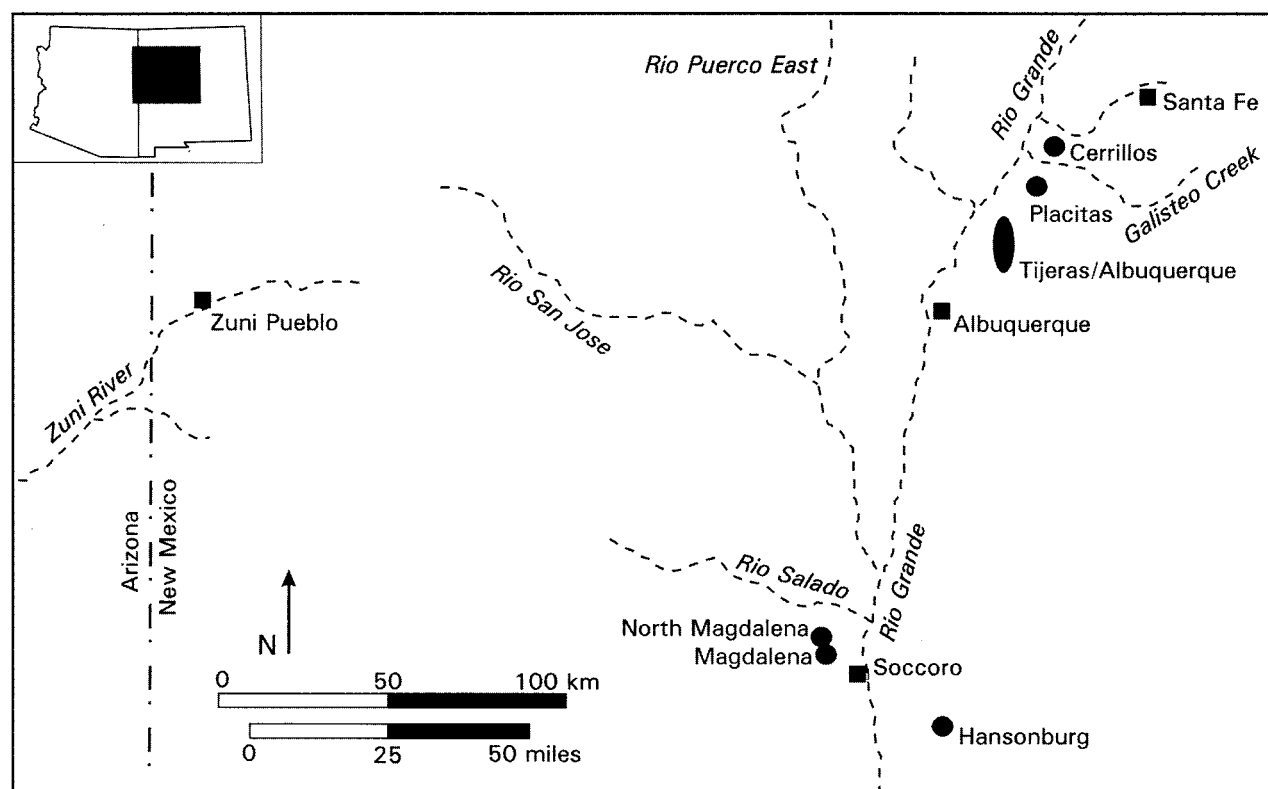 Rio Puerco East
Rio Grande
Santa Fe
Cerrillos
Placitas
Galisteo Creek
Tijeras/Albuquerque
Rio San Jose
Zuni Pueblo
Albuquerque
Zuni River
Arizona
New Mexico
Rio Salado
Rio Grande
North Magdalena
Magdalena
Soccoro
N
0 50 100 km
0 25 50 miles
Hansonburg